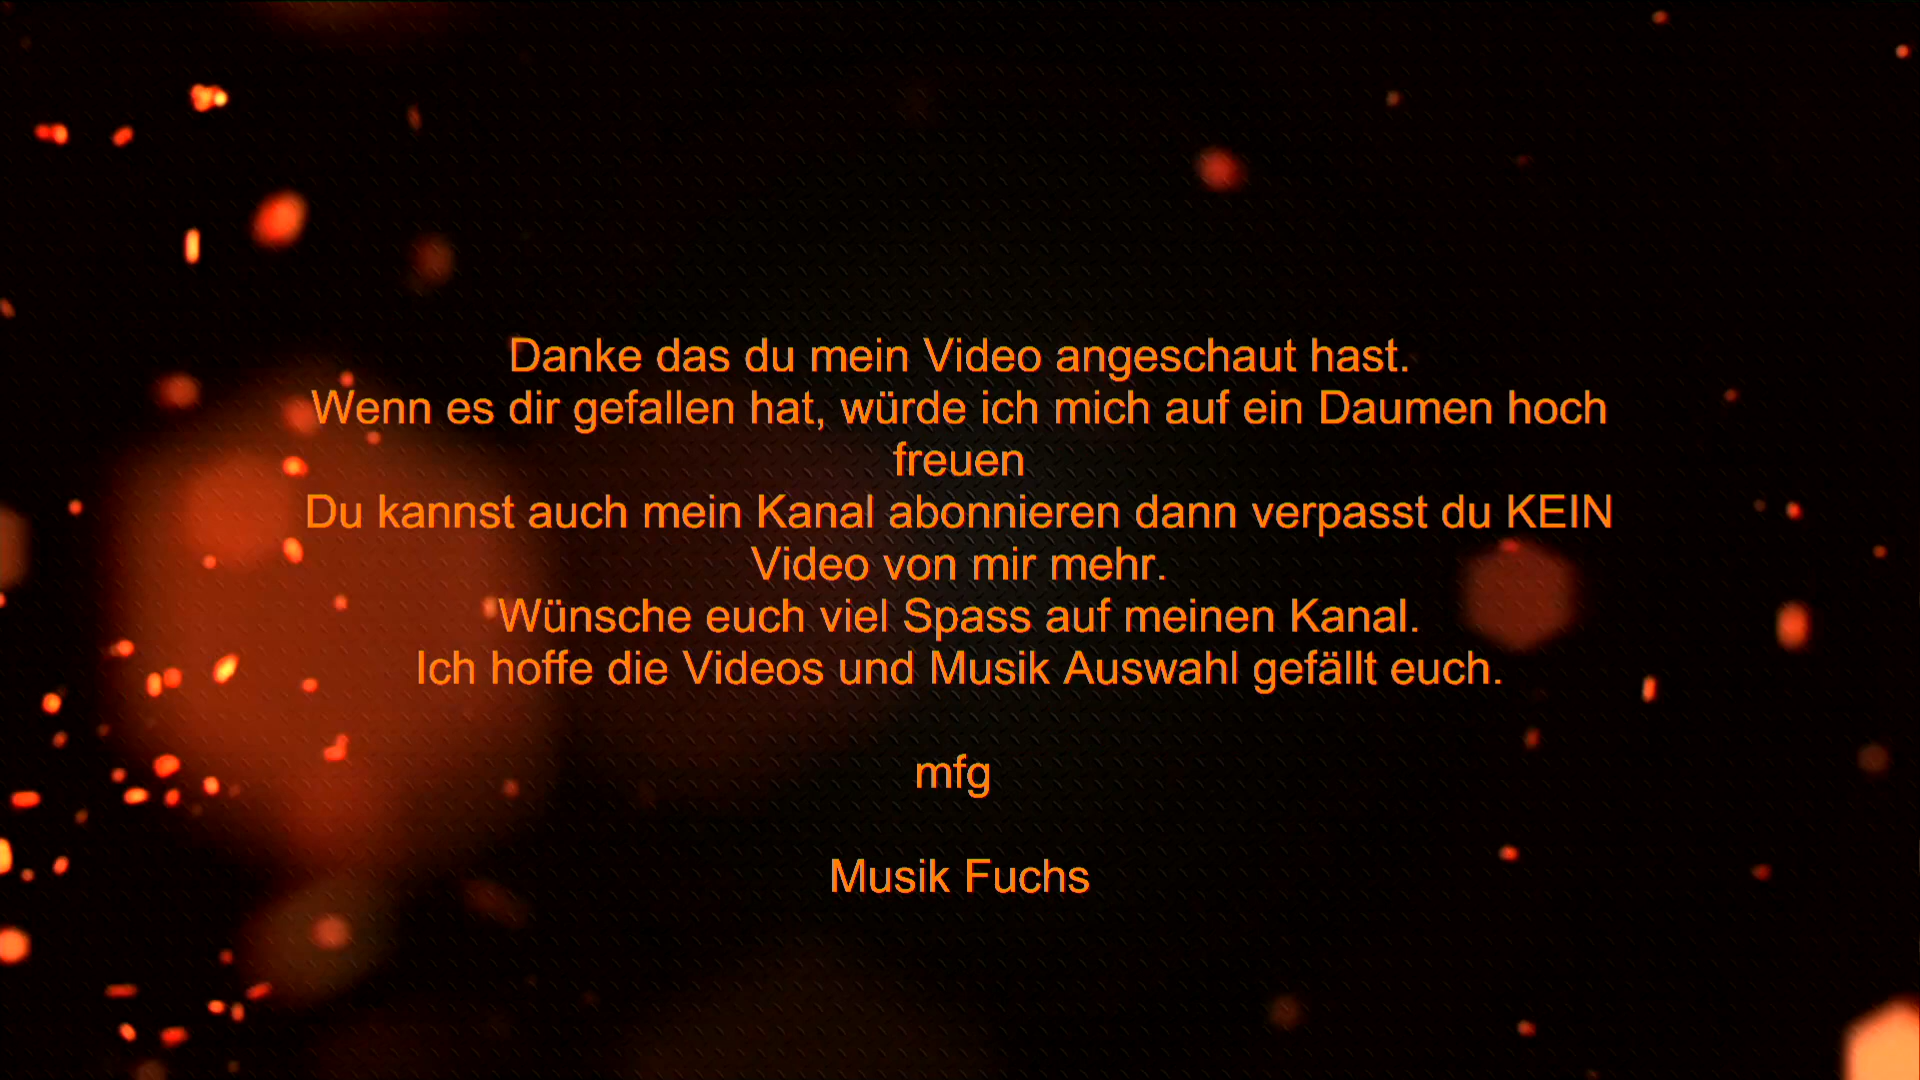 Danke das du mein Video angeschaut hast.
Wenn es dir gefallen hat, würde ich mich auf ein Daumen hoch
freuen
Du kannst auch mein Kanal abonnieren dann verpasst du KEIN
Video von mir mehr.
Wünsche euch viel Spass auf meinen Kanal.
Ich hoffe die Videos und Musik Auswahl gefällt euch.
mfg
Musik Fuchs